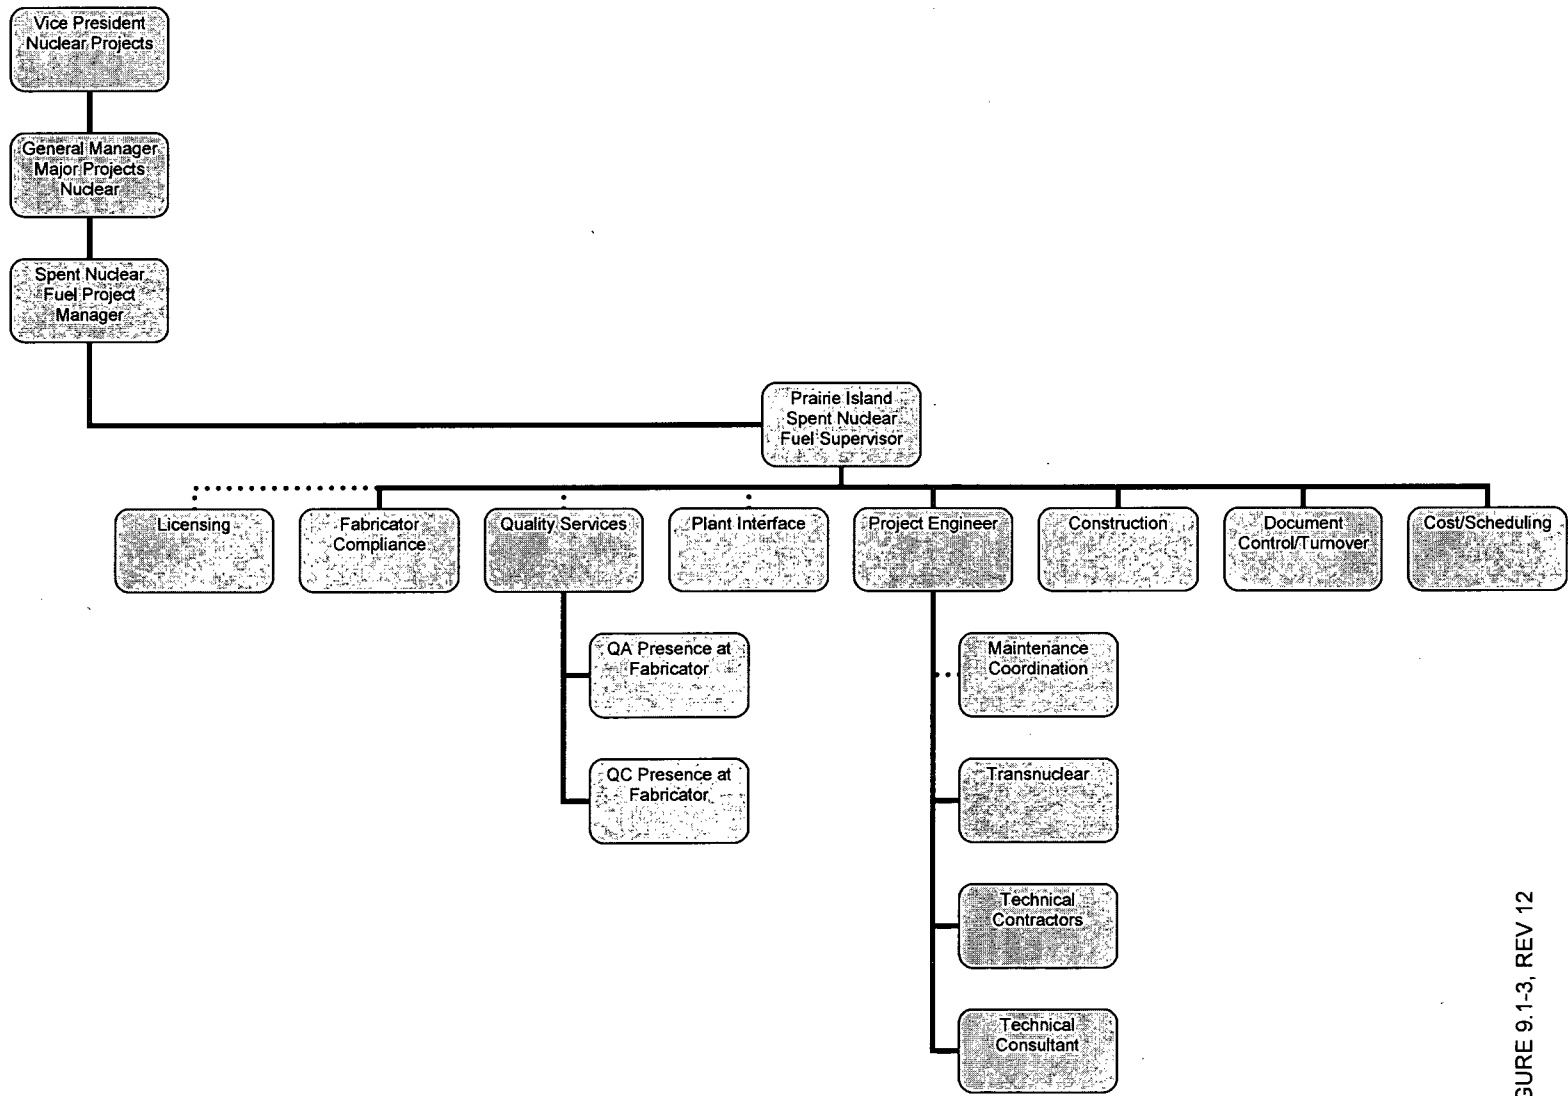 Vice President
Nuclear Projects
General Manager
Major Projects
Nuclear
Spent Nuclear
Fuel Project
Manager
Prairie Island
Spent Nuclear
Fuel Supervisor
Licensing
Fabricator
Compliance
Quality Services
Plant Interface
Project Engineer
Construction
Document
Control/Turnover
Cost/Scheduling
QA Presence at
Fabricator
QC Presence at
Fabricator
Maintenance
Coordination
Transnuclear
Technical
Contractors
Technical
Consultant
GURE 9.1-3, REV 12